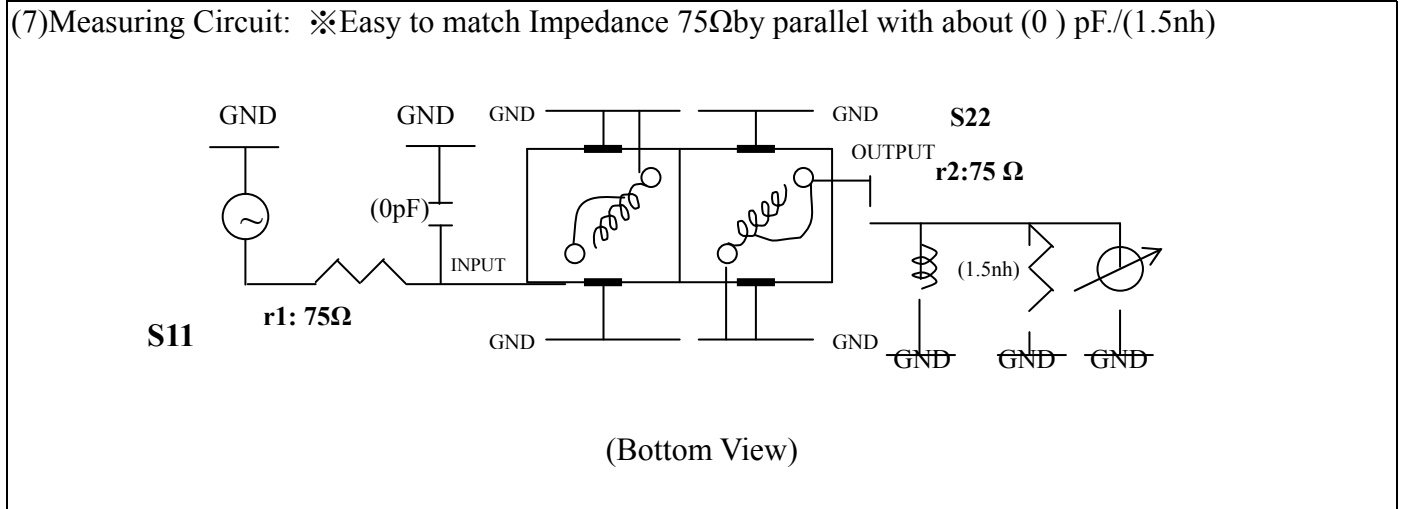 (7)Measuring Circuit: ※Easy to match Impedance 75Ωby parallel with about (0 ) pF./(1.5nh)
GND GND GND GND S22
OUTPUT
r2:75 Ω
(0pF)
INPUT (1.5nh)
r1: 75Ω
S11 GND GND GND GND GND
(Bottom View)